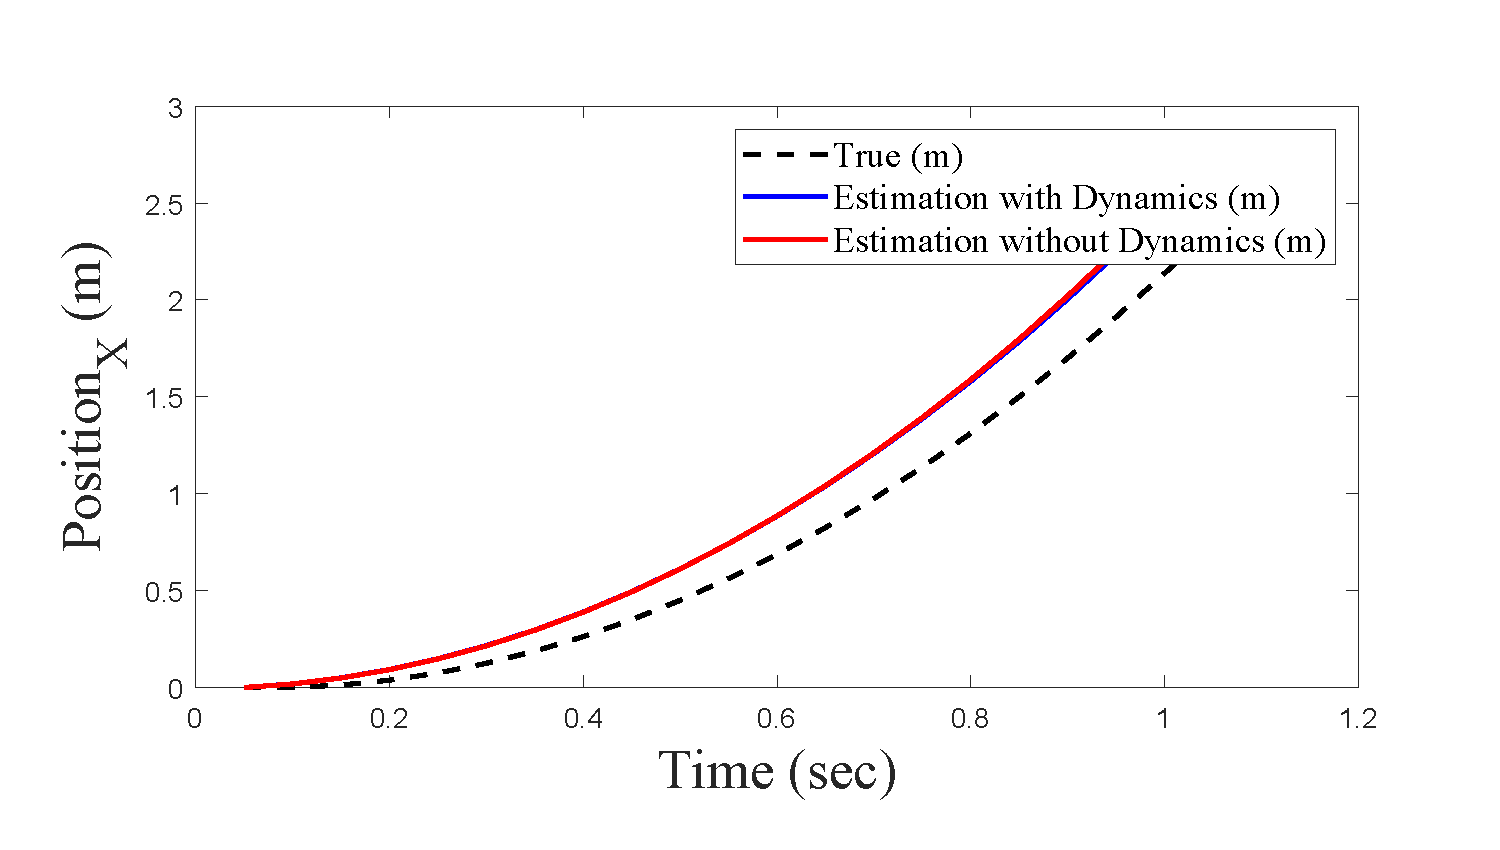 3
2.5
2
1.5
1
0.5
0
0 0.2 0.4 0.6 0.8 1 1.2
True (m)
Estimation with Dynamics (m)
Estimation without Dynamics (m)
Position_X (m)
Time (sec)